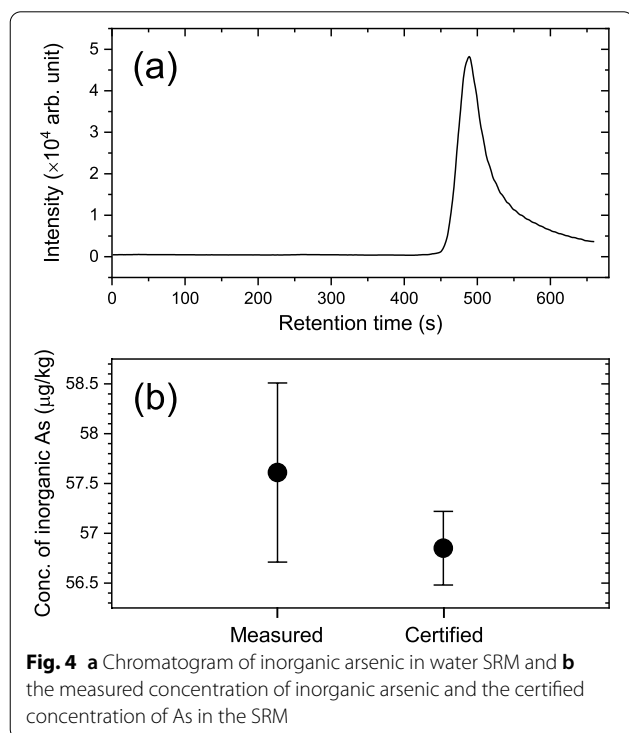 (a)
Intensity (×10⁴ arb. unit)
5
4
3
2
1
0
0 100 200 300 400 500 600
Retention time (s)
(b)
Conc. of inorganic As (μg/kg)
58.5
58
57.5
57
56.5
Measured Certified
Fig. 4 a Chromatogram of inorganic arsenic in water SRM and b
the measured concentration of inorganic arsenic and the certified
concentration of As in the SRM